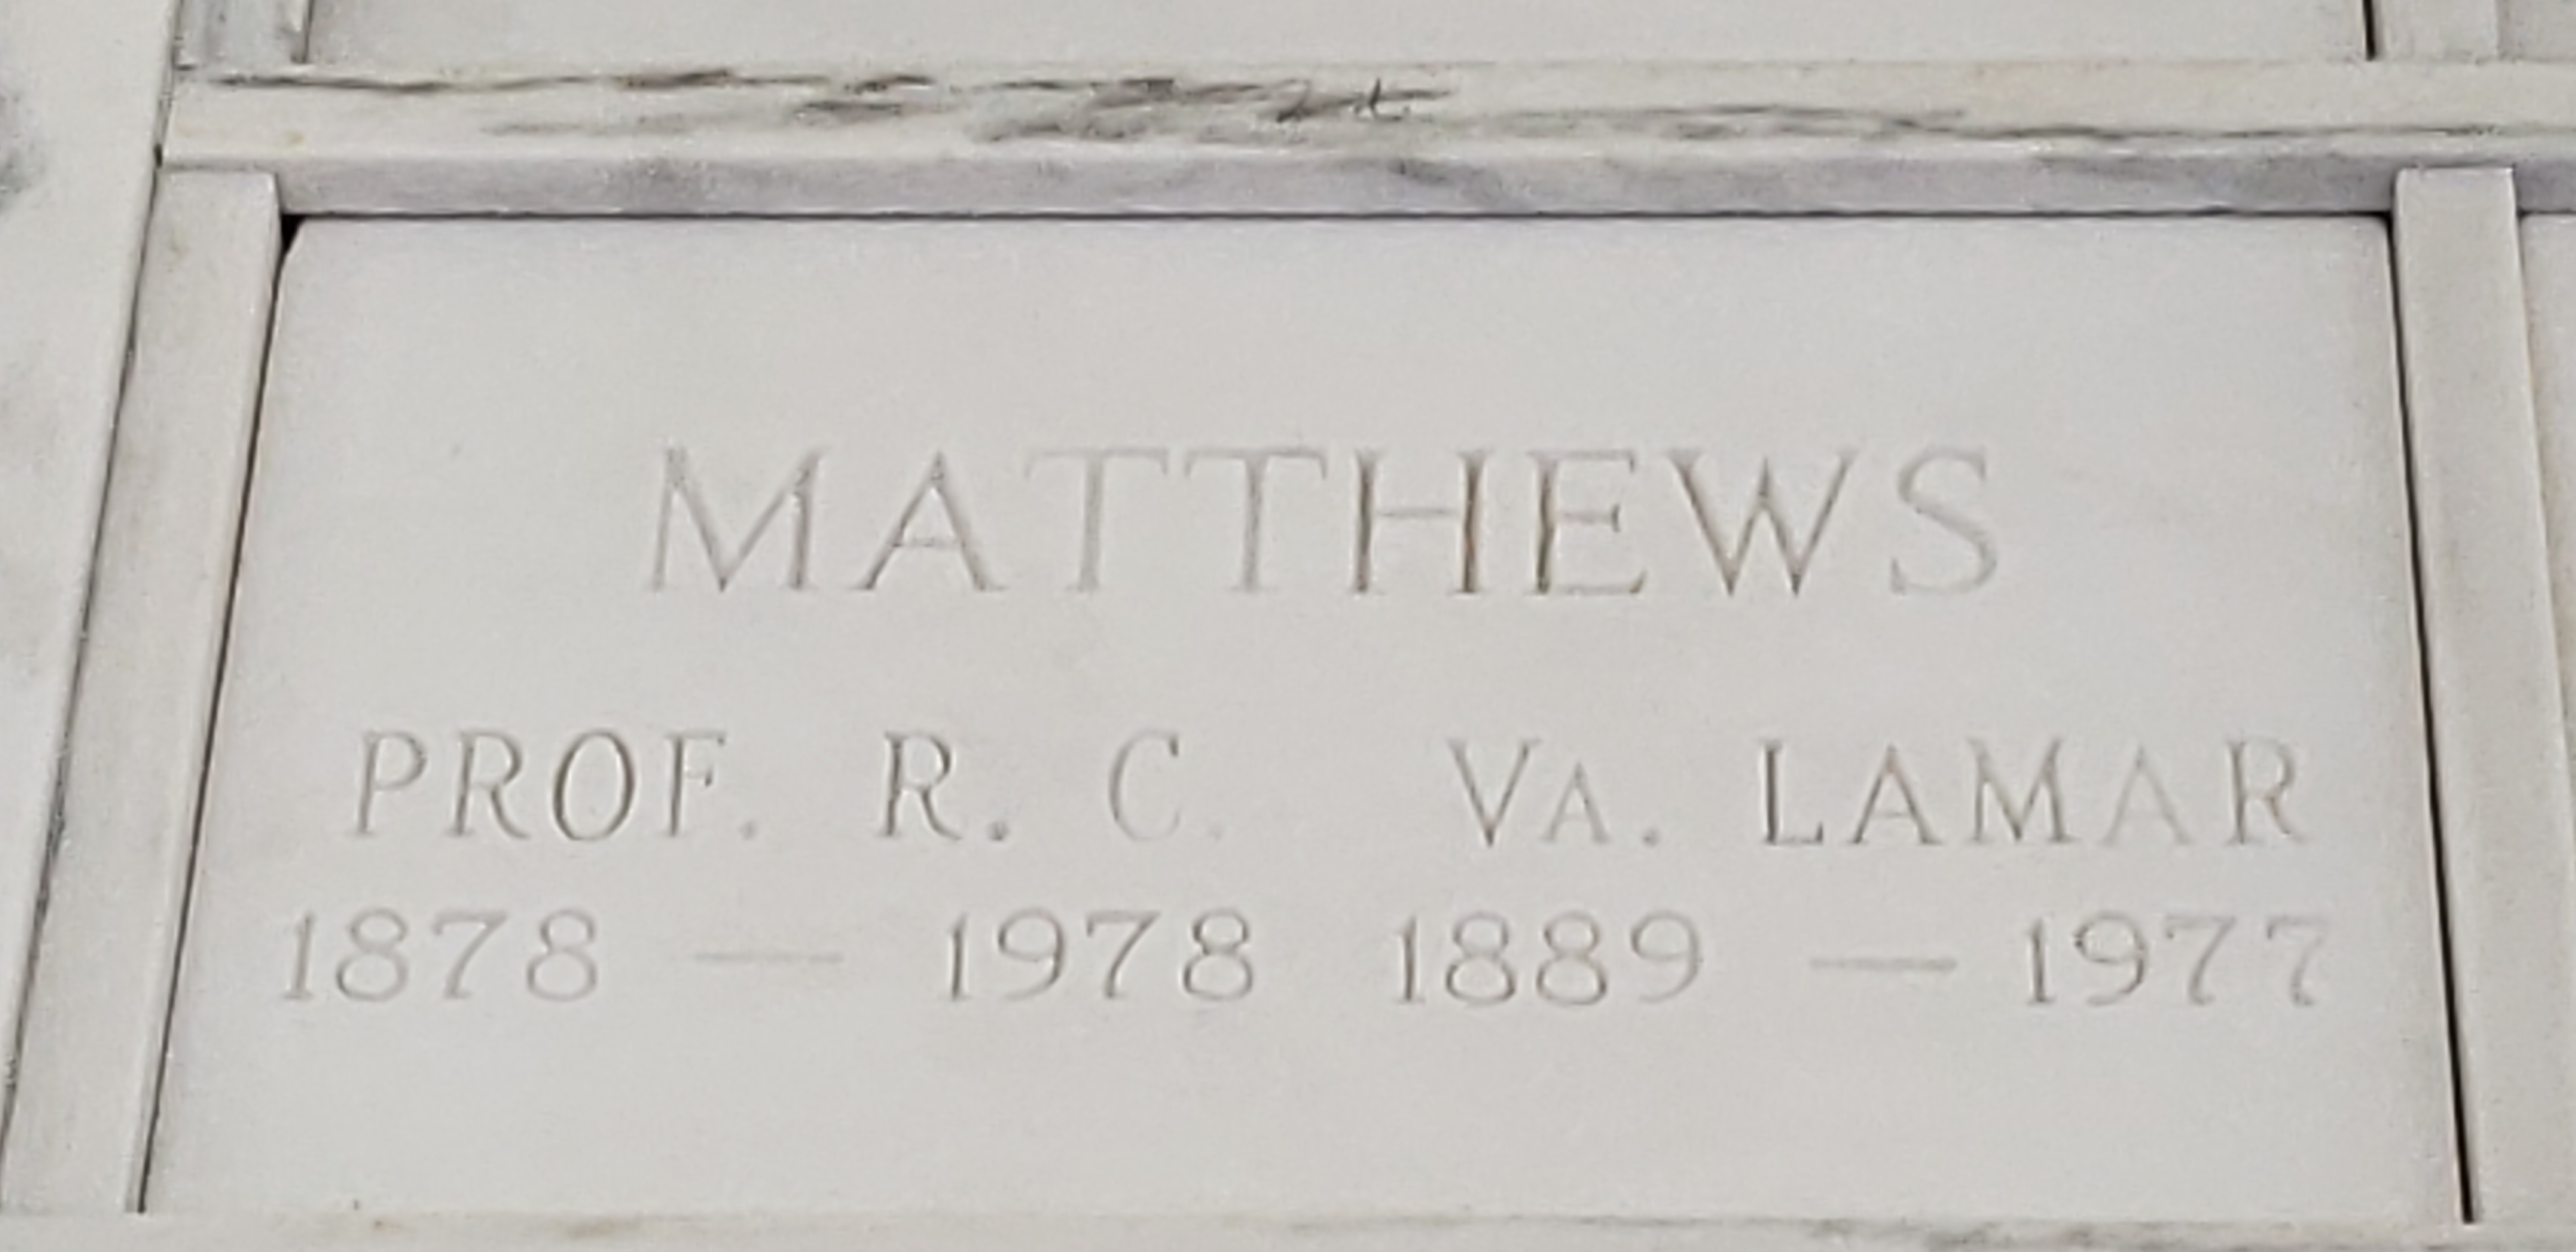 MATTHEWS
PROF. R. C. VA. LAMAR
1878 — 1978 1889 — 1977